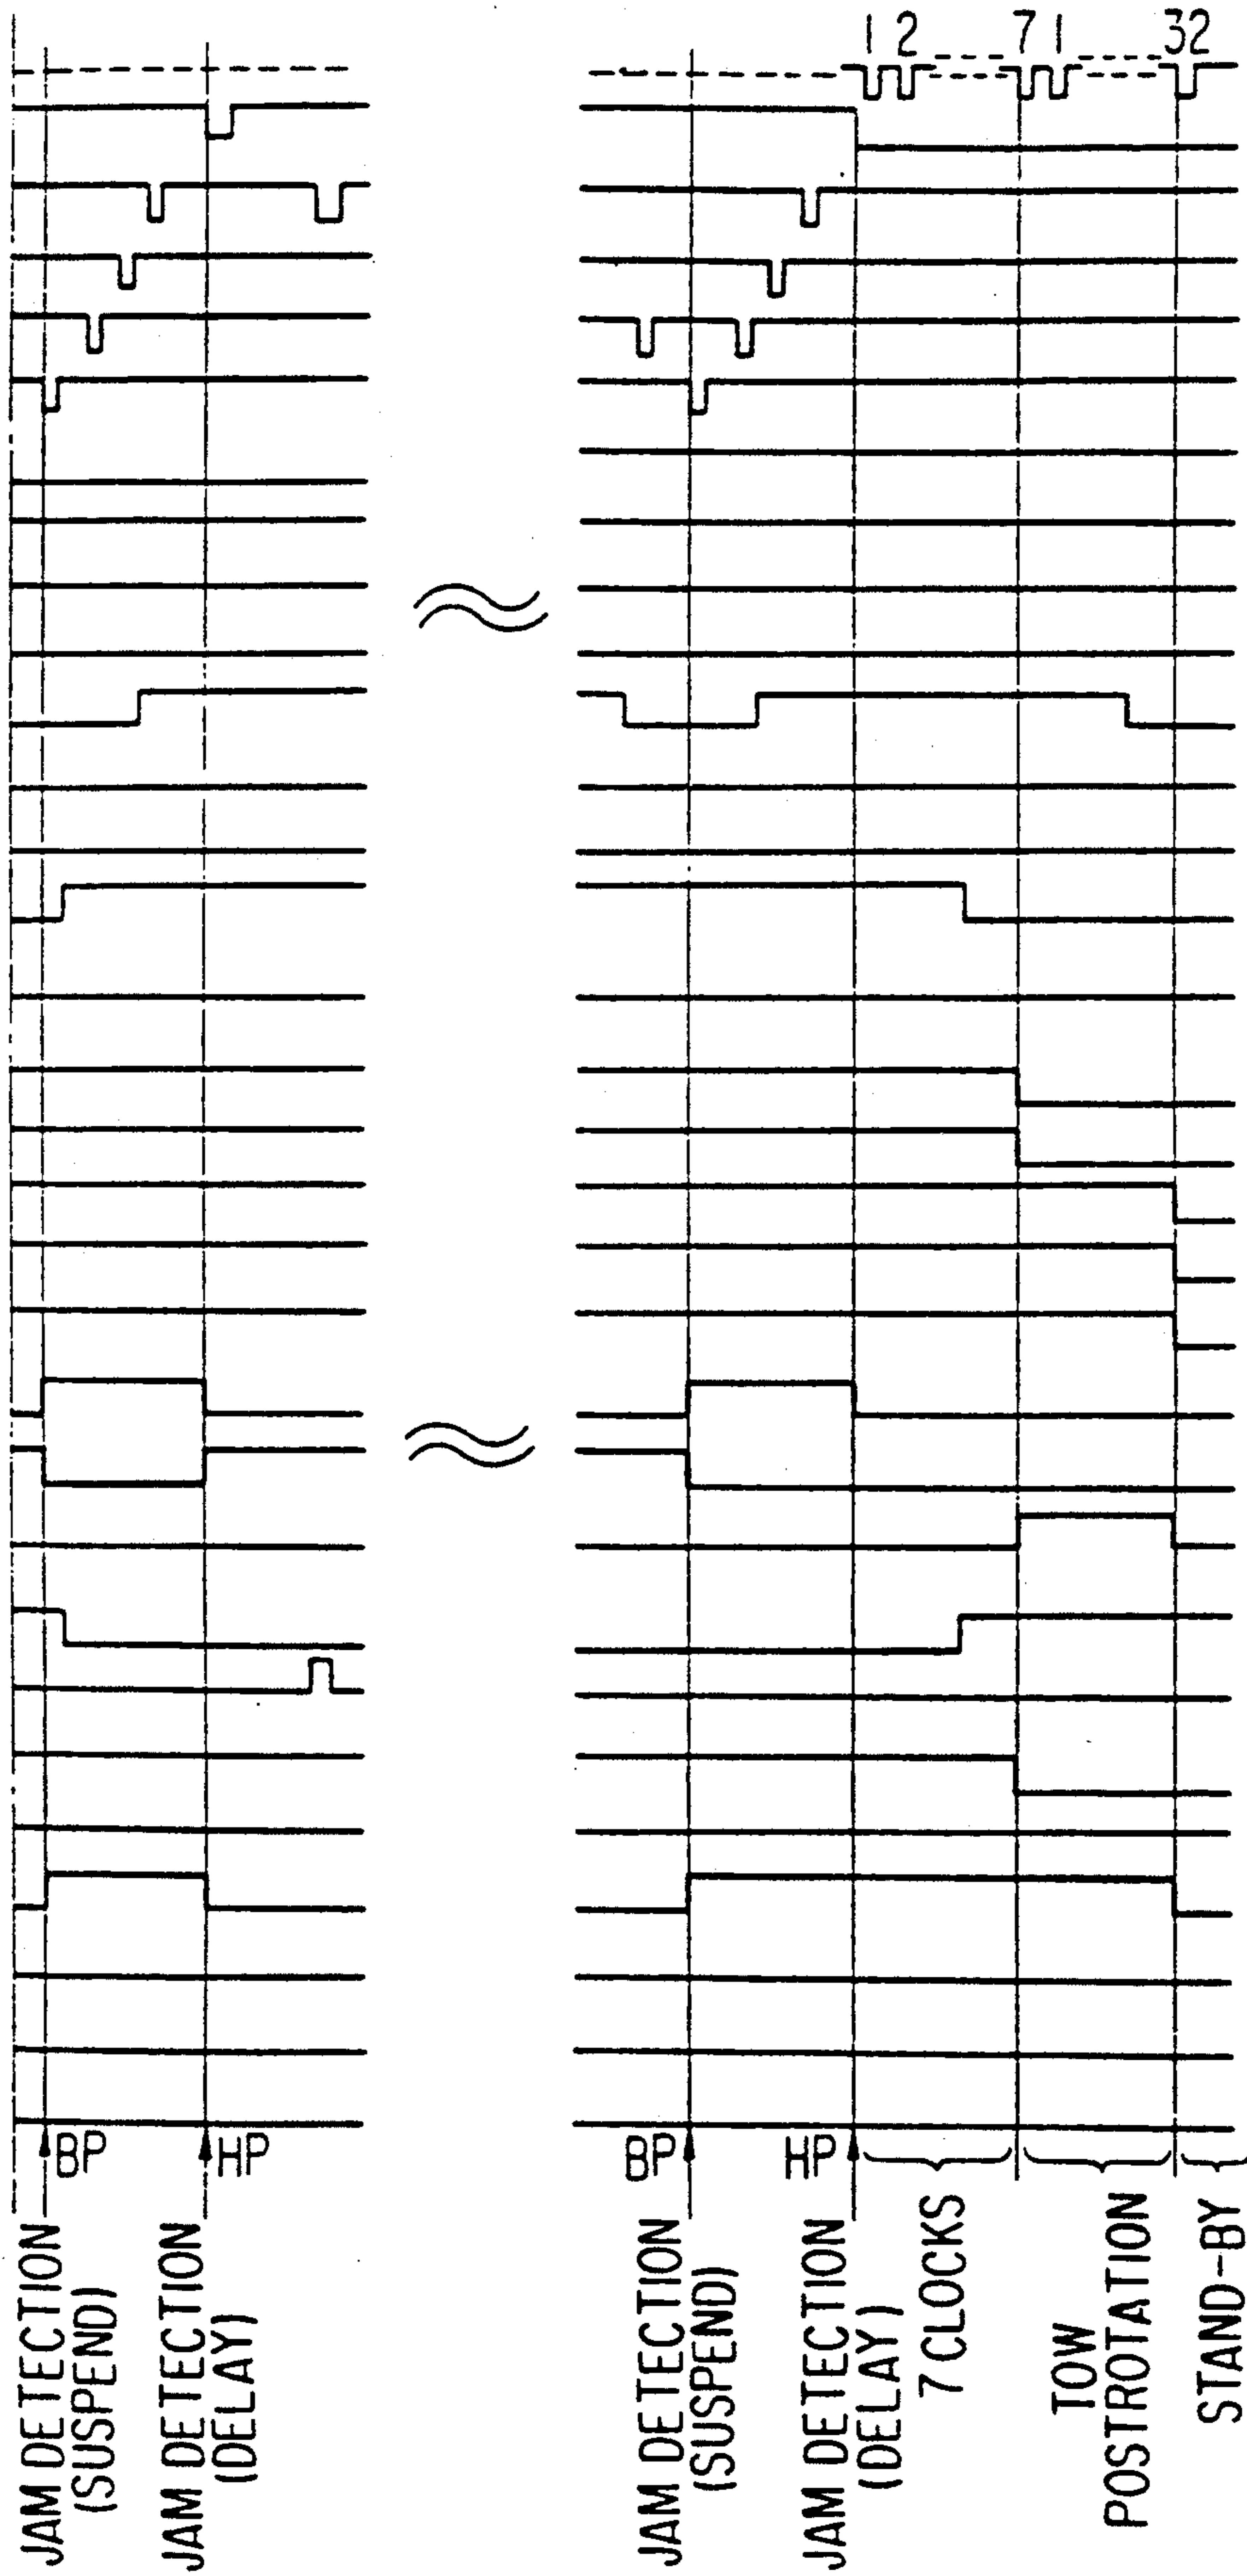 1 2 7 1 32
BP
HP
BP
HP
JAM DETECTION
(SUSPEND)
JAM DETECTION
(DELAY)
JAM DETECTION
(SUSPEND)
JAM DETECTION
(DELAY)
7 CLOCKS
TOW
POSTROTATION
STAND-BY